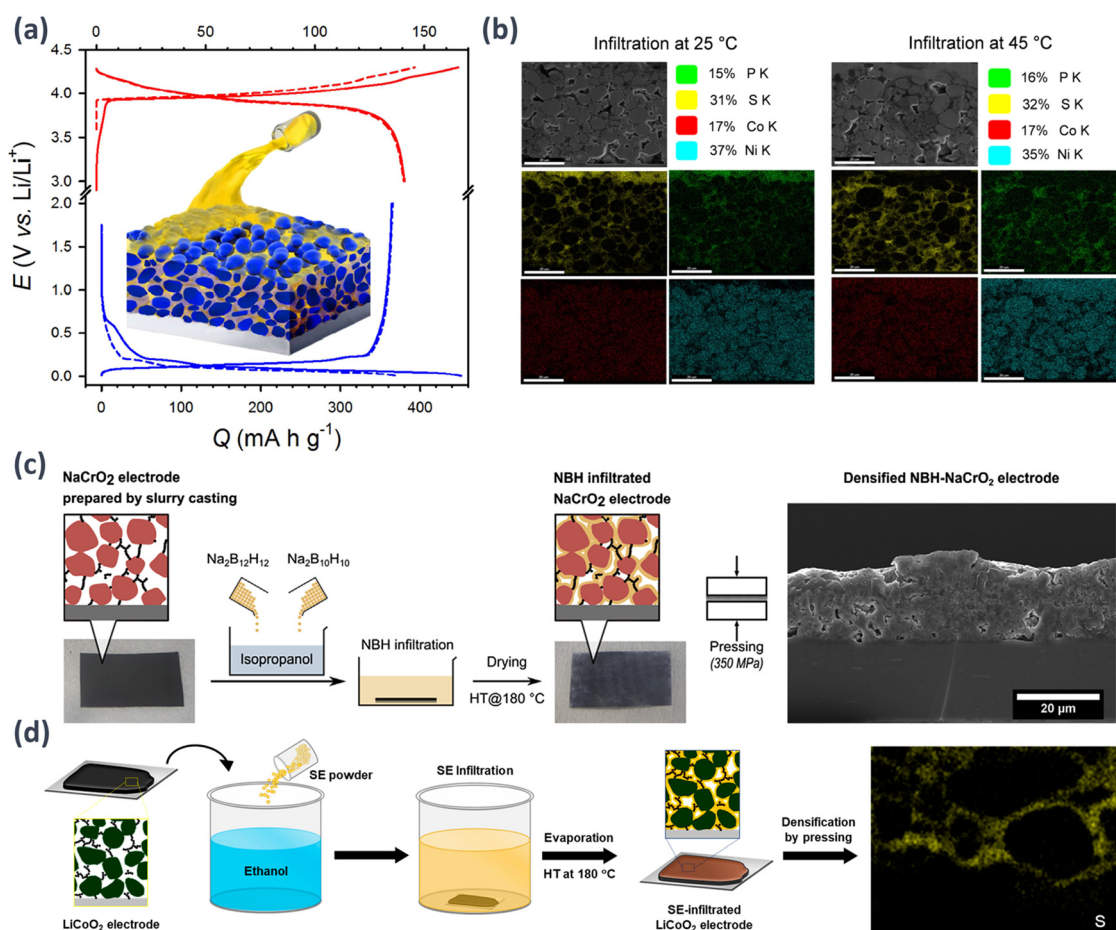 (a)
0 50 100 150
4.5
4.0
3.5
3.0
2.0
1.5
1.0
0.5
0.0
E (V vs. Li/Li⁺)
0 100 200 300 400
Q (mA h g⁻¹)
(b)
Infiltration at 25 °C
15% P K
31% S K
17% Co K
37% Ni K
Infiltration at 45 °C
16% P K
32% S K
17% Co K
35% Ni K
(c)
NaCrO₂ electrode
prepared by slurry casting
Na₂B₁₂H₁₂
Na₂B₁₀H₁₀
Isopropanol
NBH infiltration
Drying
HT@180 °C
NBH infiltrated
NaCrO₂ electrode
Pressing
(350 MPa)
Densified NBH-NaCrO₂ electrode
20 µm
(d)
LiCoO₂ electrode
SE powder
Ethanol
SE Infiltration
Evaporation
HT at 180 °C
SE-infiltrated
LiCoO₂ electrode
Densification
by pressing
S